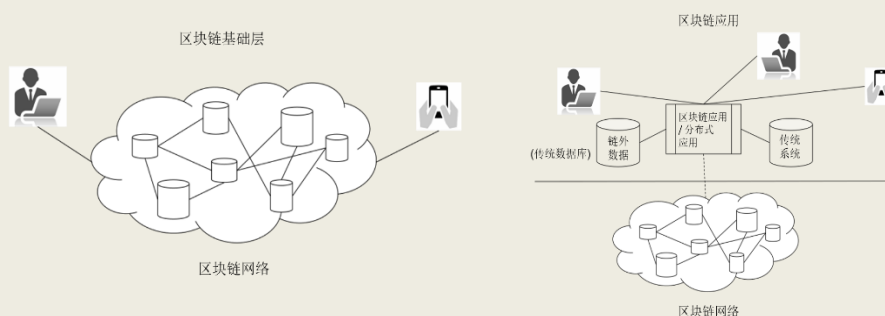 区块链基础层
区块链网络
区块链应用
区块链应用
/分布式
应用
(传统数据库)
链外
数据
传统
系统
区块链网络